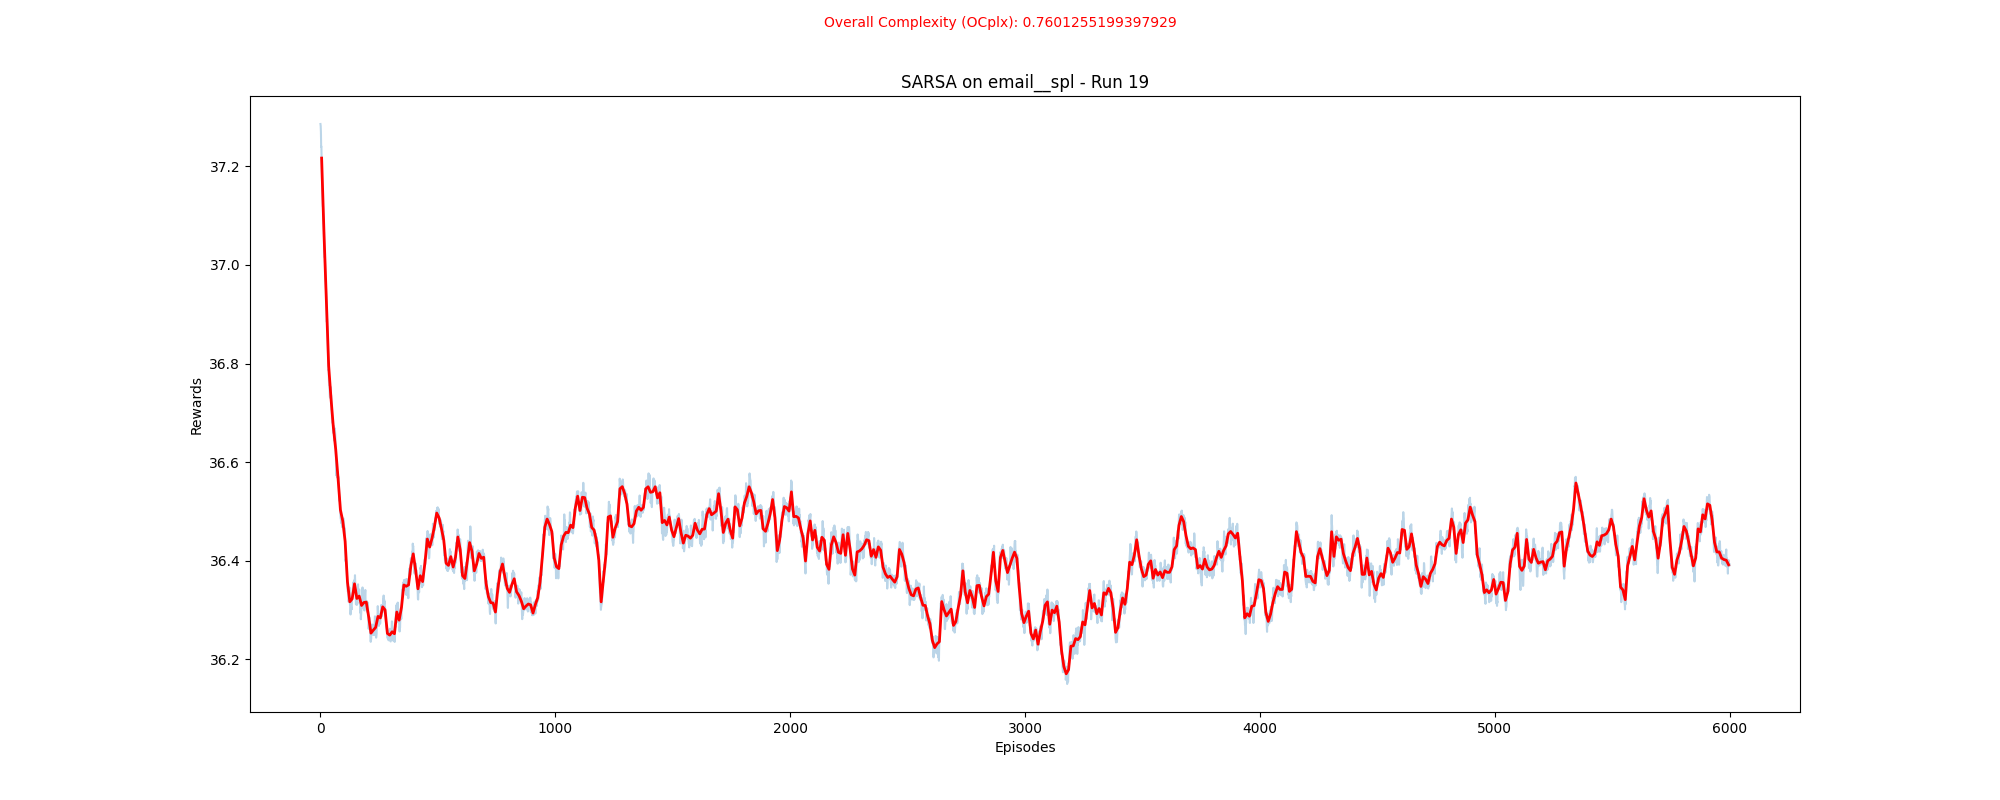 Overall Complexity (OCplx): 0.7601255199397929
SARSA on email__spl - Run 19
37.2
37.0
36.8
36.6
36.4
36.2
Rewards
0 1000 2000 3000 4000 5000 6000
Episodes